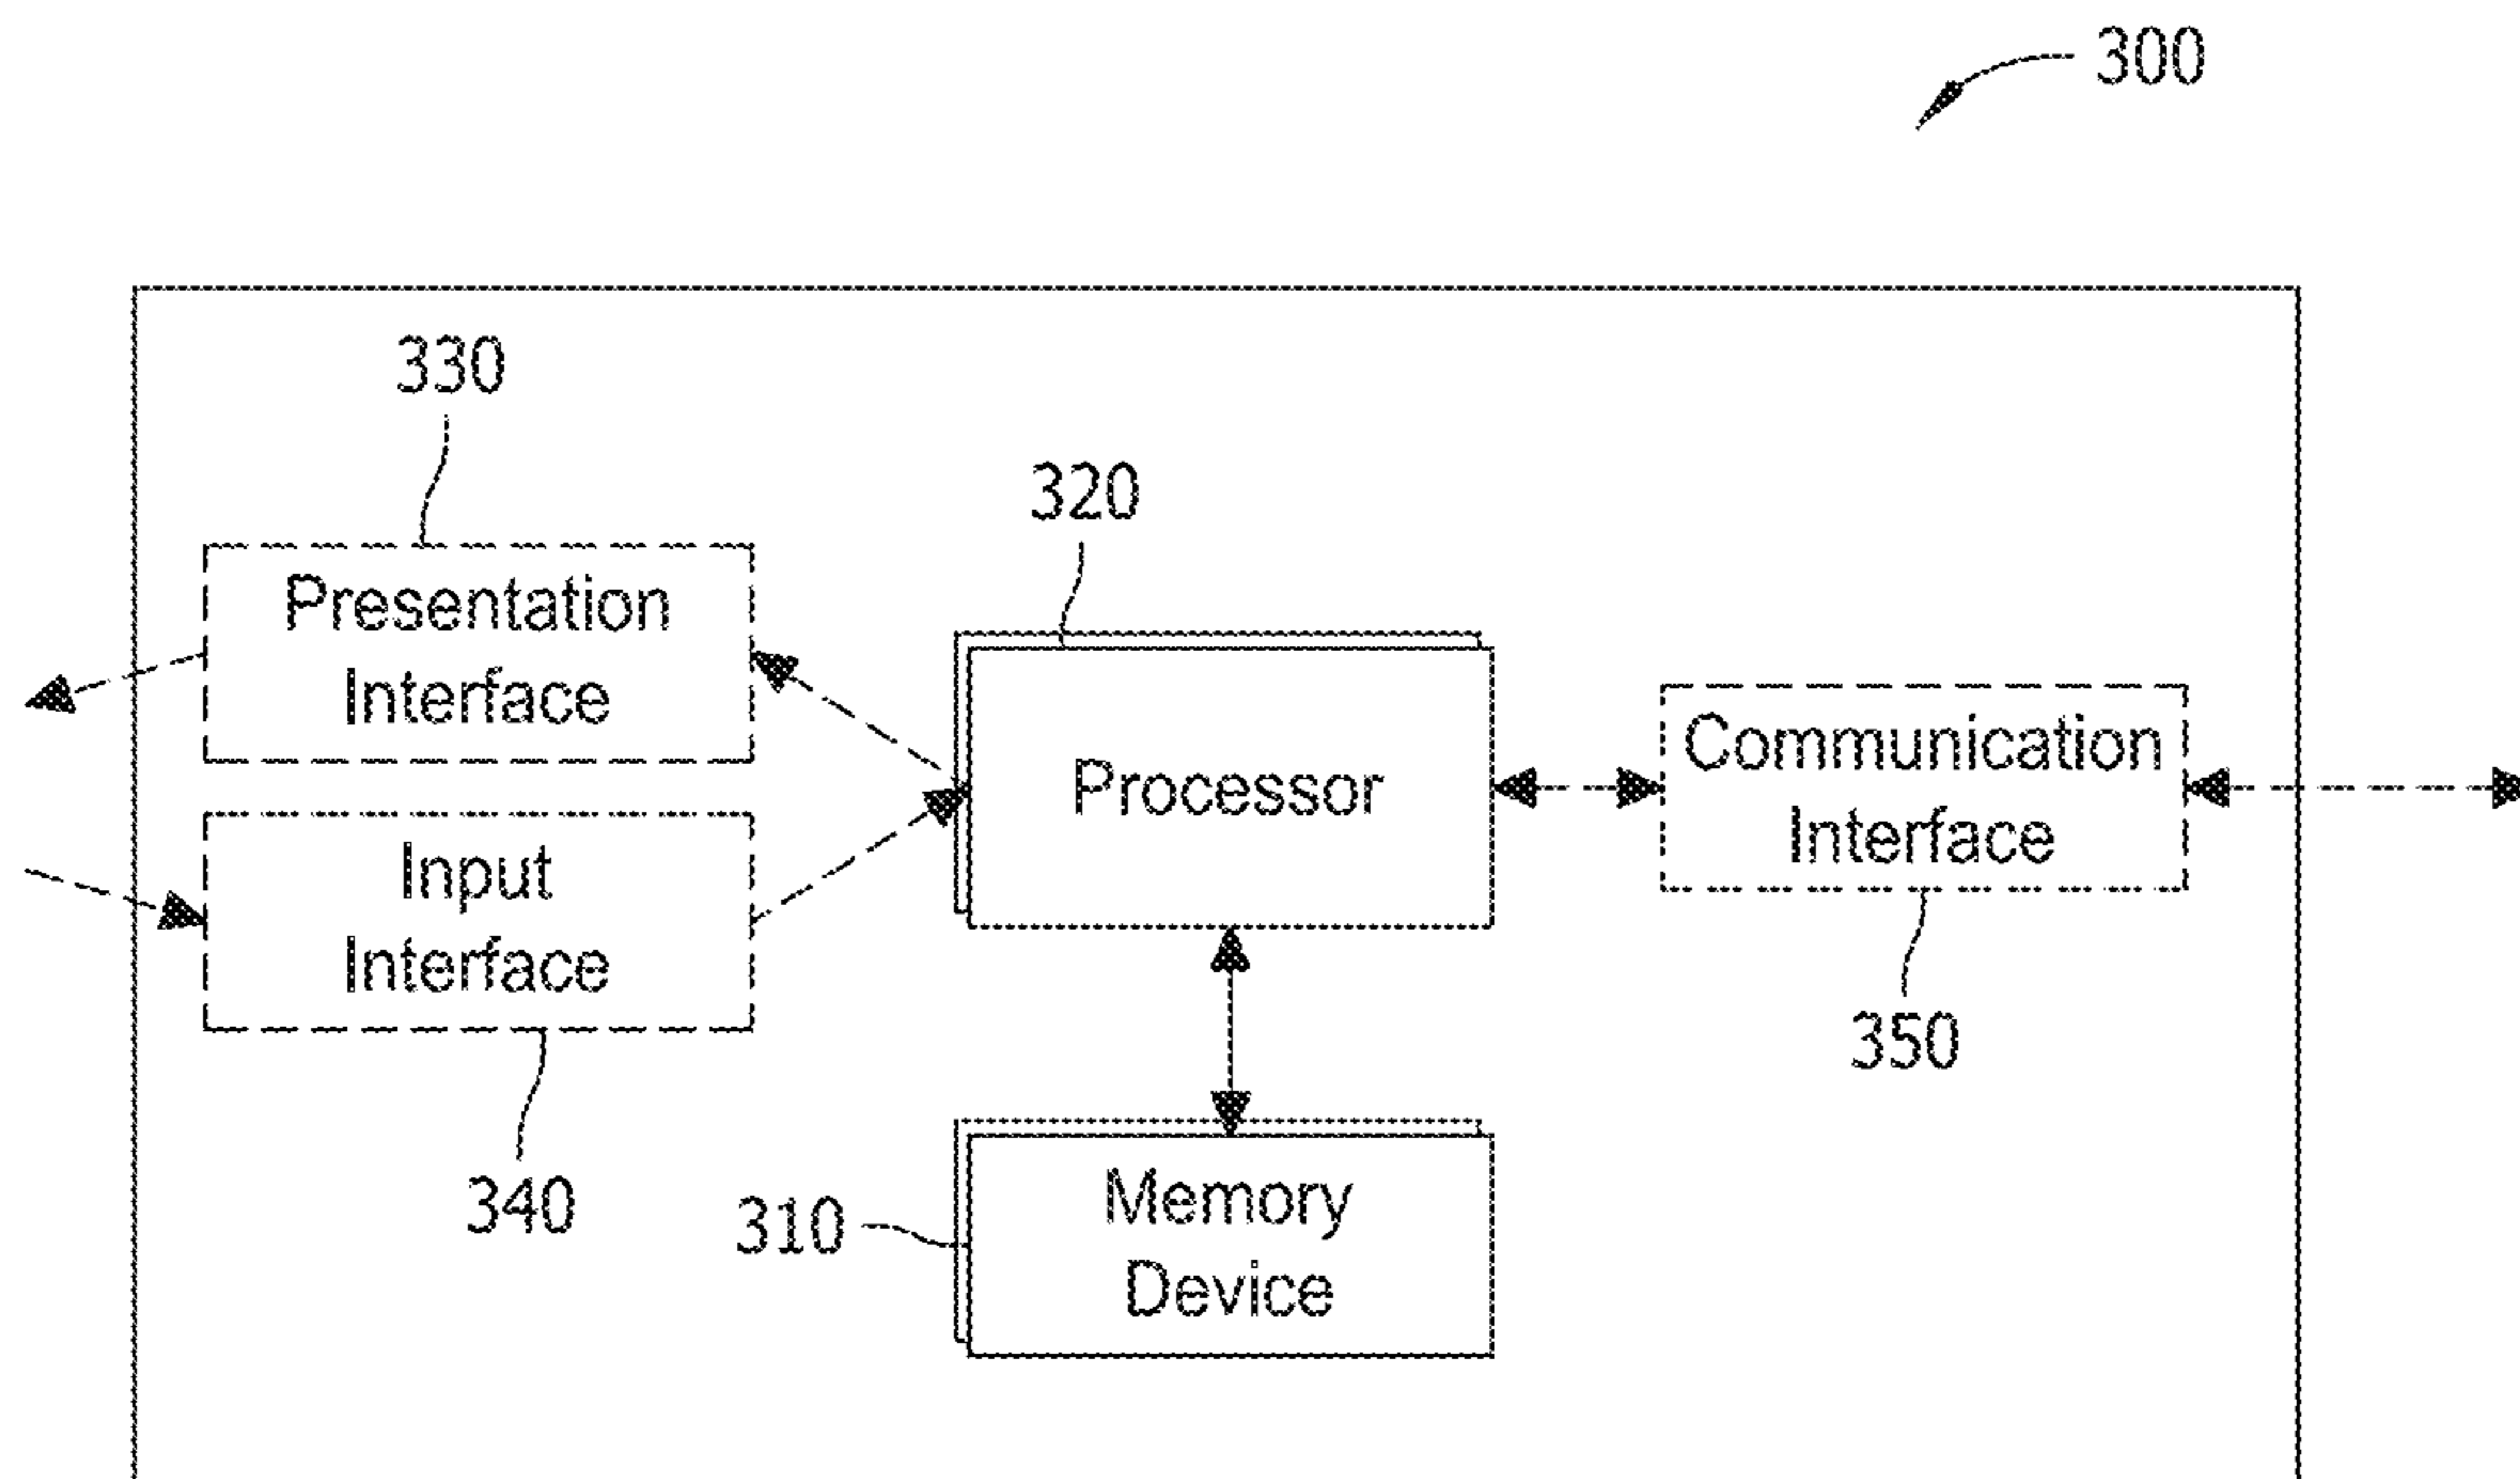 300
330
320
Presentation
Interface
Processor
Communication
Interface
Input
Interface
350
340
310
Memory
Device